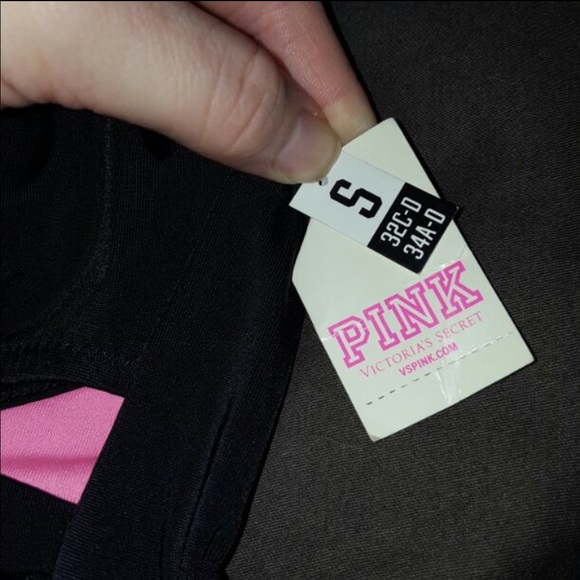 S
32C-D
34A-D
PINK
VICTORIA'S SECRET
VSPINK.COM